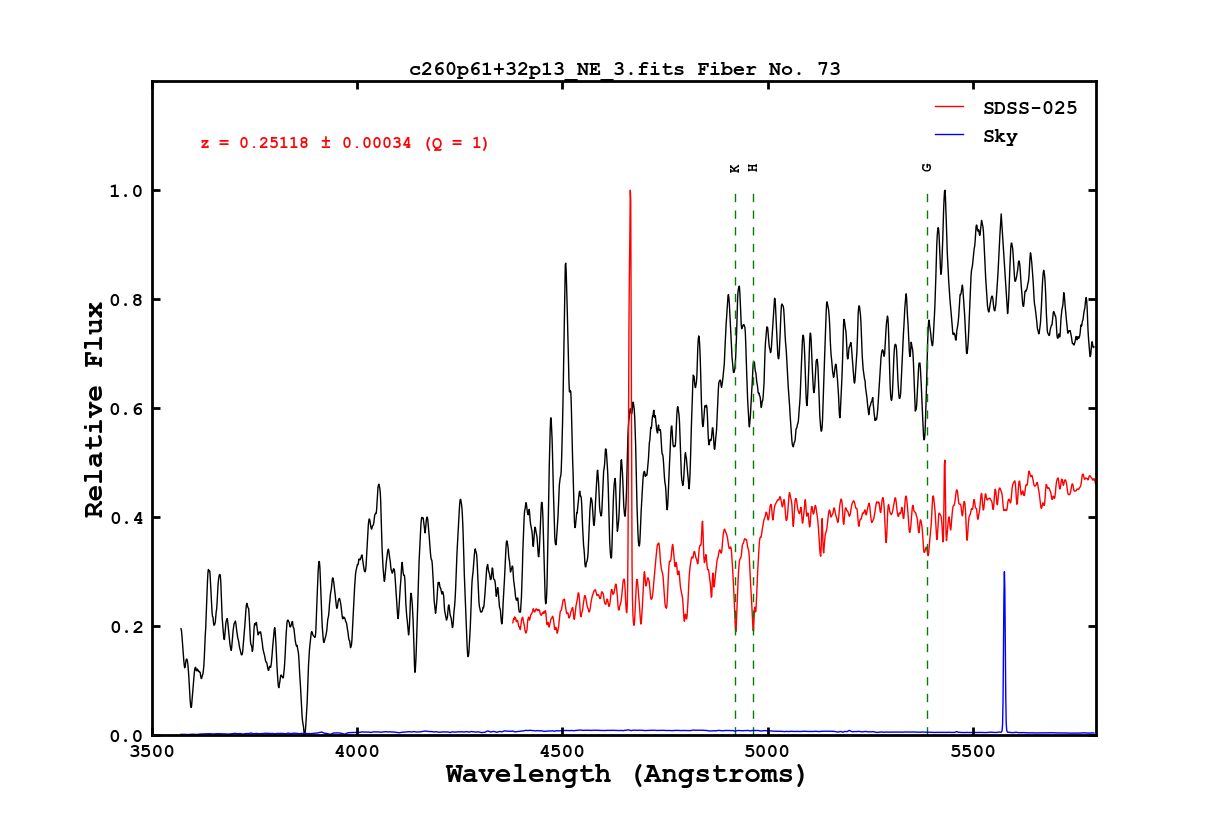 c260p61+32p13_NE_3.fits Fiber No. 73
SDSS-025
Sky
z = 0.25118 ± 0.00034 (Q = 1)
K
H
G
1.0
0.8
0.6
0.4
0.2
0.0
Relative Flux
3500
4000
4500
5000
5500
Wavelength (Angstroms)